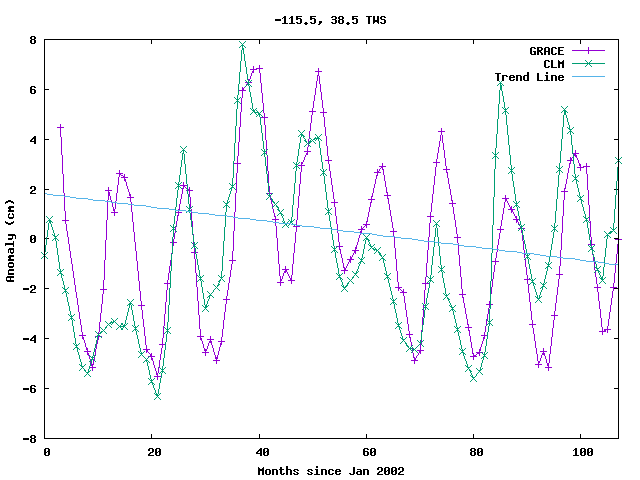 -115.5, 38.5 TWS
GRACE
CLM
Trend Line
8
6
4
2
0
-2
-4
-6
-8
Anomaly (cm)
0 20 40 60 80 100
Months since Jan 2002